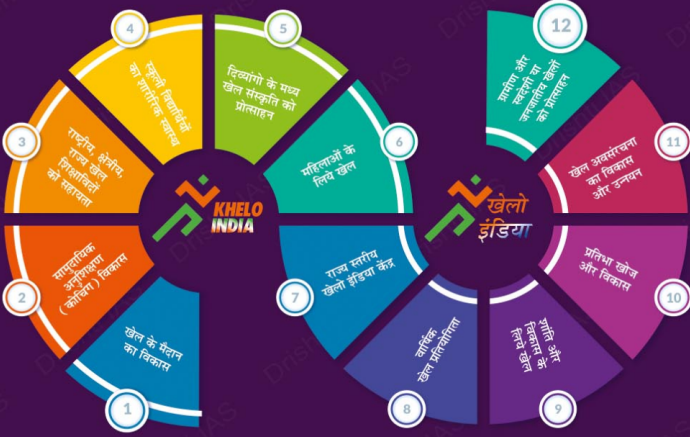 1
खेल के मैदान
का विकास
2
सामुदायिक
अनुशिक्षण
(कोचिंग) विकास
3
राष्ट्रीय, क्षेत्रीय,
राज्य खेल
शिक्षाविदों
को सहायता
4
स्कूली विद्यार्थियों
का शारीरिक स्वास्थ्य
5
दिव्यांगो के मध्य
खेल संस्कृति को
प्रोत्साहन
6
महिलाओं के
लिये खेल
KHELO
INDIA
7
राज्य स्तरीय
खेलो इंडिया केंद्र
8
वार्षिक
खेल प्रतियोगिता
9
शांति और
विकास के
लिये खेल
10
प्रतिभा खोज
और विकास
11
खेल अवसंरचना
का विकास
और उन्नयन
12
ग्रामीण और
स्वदेशी या
जनजातीय खेलों
को प्रोत्साहन
खेलो
इंडिया